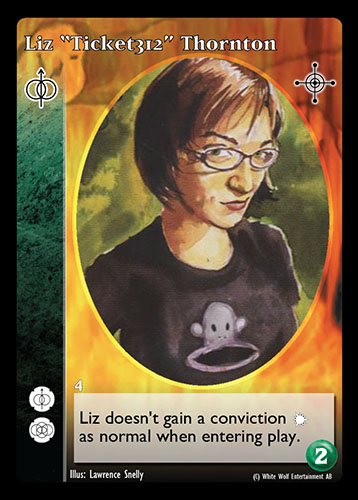 Liz "Ticket312" Thornton
4
Liz doesn't gain a conviction
as normal when entering play.
2
Illus: Lawrence Snelly
(C) White Wolf Entertainment AB